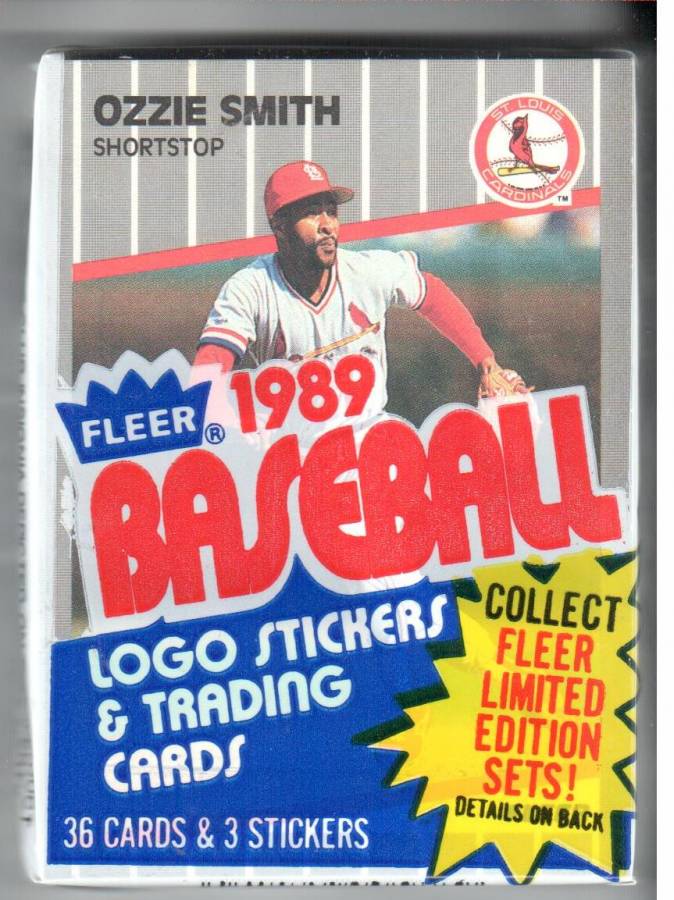 OZZIE SMITH
SHORTSTOP
ST. LOUIS
CARDINALS
TM
FLEER®
1989
BASEBALL
LOGO STICKERS
& TRADING
CARDS
36 CARDS & 3 STICKERS
COLLECT
FLEER
LIMITED
EDITION
SETS!
DETAILS ON BACK